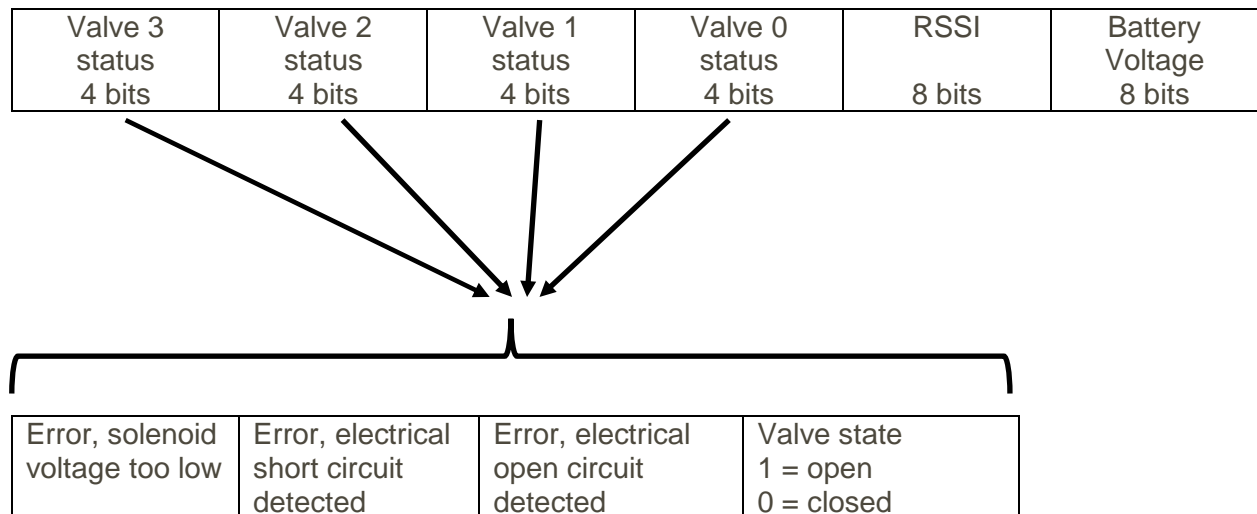 Valve 3
status
4 bits
Valve 2
status
4 bits
Valve 1
status
4 bits
Valve 0
status
4 bits
RSSI
8 bits
Battery
Voltage
8 bits
Error, solenoid
voltage too low
Error, electrical
short circuit
detected
Error, electrical
open circuit
detected
Valve state
1 = open
0 = closed